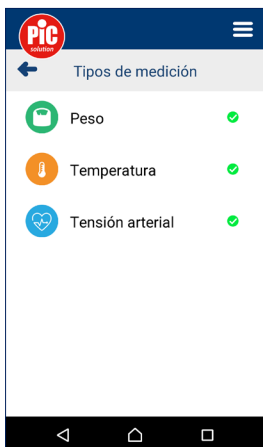 PiC
solution
Tipos de medición
Peso
Temperatura
Tensión arterial